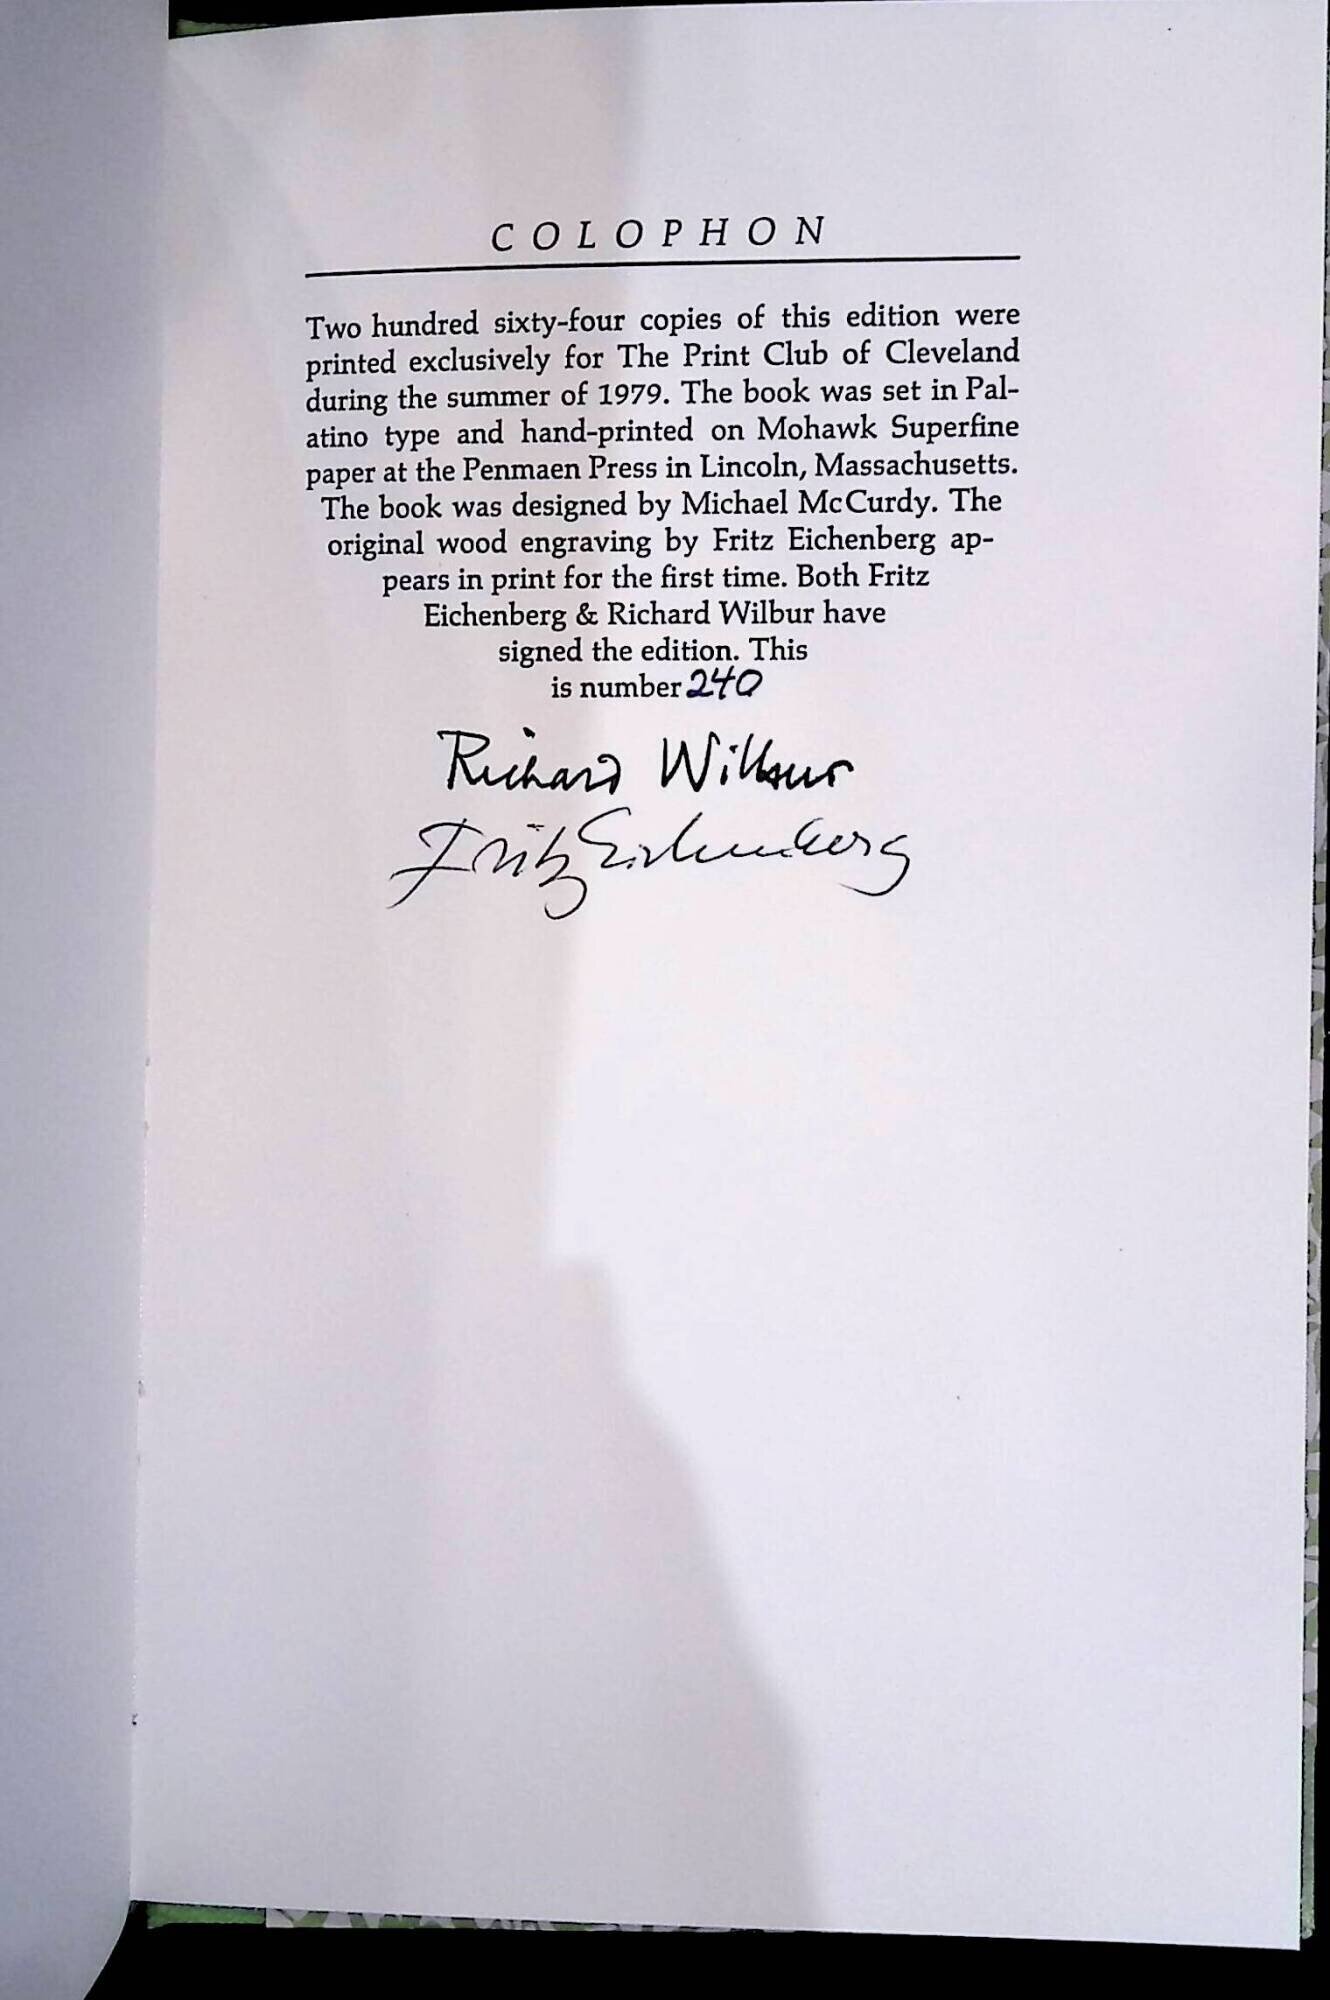 COLOPHON
Two hundred sixty-four copies of this edition were
printed exclusively for The Print Club of Cleveland
during the summer of 1979. The book was set in Pal-
atino type and hand-printed on Mohawk Superfine
paper at the Penmaen Press in Lincoln, Massachusetts.
The book was designed by Michael McCurdy. The
original wood engraving by Fritz Eichenberg ap-
pears in print for the first time. Both Fritz
Eichenberg & Richard Wilbur have
signed the edition. This
is number 240
Richard Wilbur
Fritz Eichenberg